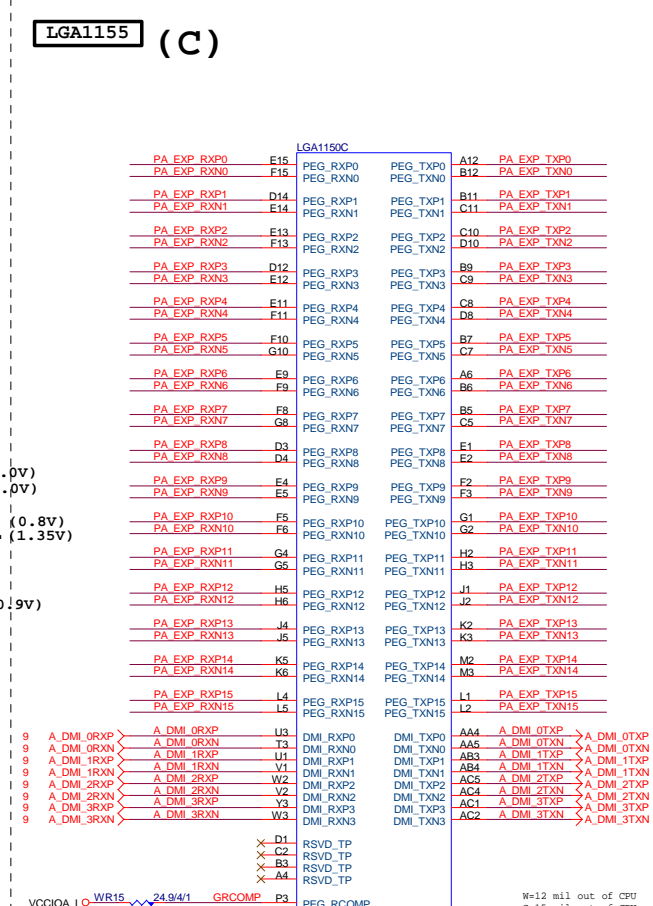 LGA1155 (C)
LGA1150C
PA_EXP_RXP0 E15 PEG_RXP0 PEG_TXP0 A12 PA_EXP_TXP0
PA_EXP_RXN0 F15 PEG_RXN0 PEG_TXN0 B12 PA_EXP_TXN0
PA_EXP_RXP1 D14 PEG_RXP1 PEG_TXP1 B11 PA_EXP_TXP1
PA_EXP_RXN1 E14 PEG_RXN1 PEG_TXN1 C11 PA_EXP_TXN1
PA_EXP_RXP2 E13 PEG_RXP2 PEG_TXP2 C10 PA_EXP_TXP2
PA_EXP_RXN2 F13 PEG_RXN2 PEG_TXN2 D10 PA_EXP_TXN2
PA_EXP_RXP3 D12 PEG_RXP3 PEG_TXP3 B9 PA_EXP_TXP3
PA_EXP_RXN3 E12 PEG_RXN3 PEG_TXN3 C9 PA_EXP_TXN3
PA_EXP_RXP4 E11 PEG_RXP4 PEG_TXP4 C8 PA_EXP_TXP4
PA_EXP_RXN4 F11 PEG_RXN4 PEG_TXN4 D8 PA_EXP_TXN4
PA_EXP_RXP5 F10 PEG_RXP5 PEG_TXP5 B7 PA_EXP_TXP5
PA_EXP_RXN5 G10 PEG_RXN5 PEG_TXN5 C7 PA_EXP_TXN5
PA_EXP_RXP6 E9 PEG_RXP6 PEG_TXP6 A6 PA_EXP_TXP6
PA_EXP_RXN6 F9 PEG_RXN6 PEG_TXN6 B6 PA_EXP_TXN6
PA_EXP_RXP7 F8 PEG_RXP7 PEG_TXP7 B5 PA_EXP_TXP7
PA_EXP_RXN7 G8 PEG_RXN7 PEG_TXN7 C5 PA_EXP_TXN7
PA_EXP_RXP8 D3 PEG_RXP8 PEG_TXP8 E1 PA_EXP_TXP8
PA_EXP_RXN8 D4 PEG_RXN8 PEG_TXN8 E2 PA_EXP_TXN8
.0V)
PA_EXP_RXP9 E4 PEG_RXP9 PEG_TXP9 F2 PA_EXP_TXP9
.0V)
PA_EXP_RXN9 E5 PEG_RXN9 PEG_TXN9 F3 PA_EXP_TXN9
PA_EXP_RXP10 F5 PEG_RXP10 PEG_TXP10 G1 PA_EXP_TXP10
(0.8V)
PA_EXP_RXN10 F6 PEG_RXN10 PEG_TXN10 G2 PA_EXP_TXN10
(1.35V)
PA_EXP_RXP11 G4 PEG_RXP11 PEG_TXP11 H2 PA_EXP_TXP11
PA_EXP_RXN11 G5 PEG_RXN11 PEG_TXN11 H3 PA_EXP_TXN11
PA_EXP_RXP12 H5 PEG_RXP12 PEG_TXP12 J1 PA_EXP_TXP12
PA_EXP_RXN12 H6 PEG_RXN12 PEG_TXN12 J2 PA_EXP_TXN12
0.9V)
PA_EXP_RXP13 J4 PEG_RXP13 PEG_TXP13 K2 PA_EXP_TXP13
PA_EXP_RXN13 J5 PEG_RXN13 PEG_TXN13 K3 PA_EXP_TXN13
PA_EXP_RXP14 K5 PEG_RXP14 PEG_TXP14 M2 PA_EXP_TXP14
PA_EXP_RXN14 K6 PEG_RXN14 PEG_TXN14 M3 PA_EXP_TXN14
PA_EXP_RXP15 L4 PEG_RXP15 PEG_TXP15 L1 PA_EXP_TXP15
PA_EXP_RXN15 L5 PEG_RXN15 PEG_TXN15 L2 PA_EXP_TXN15
9 A_DMI_0RXP A_DMI_0RXP U3 DMI_RXP0 DMI_TXP0 AA4 A_DMI_0TXP A_DMI_0TXP
9 A_DMI_0RXN A_DMI_0RXN T3 DMI_RXN0 DMI_TXN0 AA5 A_DMI_0TXN A_DMI_0TXN
9 A_DMI_1RXP A_DMI_1RXP U1 DMI_RXP1 DMI_TXP1 AB3 A_DMI_1TXP A_DMI_1TXP
9 A_DMI_1RXN A_DMI_1RXN V1 DMI_RXN1 DMI_TXN1 AB4 A_DMI_1TXN A_DMI_1TXN
9 A_DMI_2RXP A_DMI_2RXP W2 DMI_RXP2 DMI_TXP2 AC5 A_DMI_2TXP A_DMI_2TXP
9 A_DMI_2RXN A_DMI_2RXN V2 DMI_RXN2 DMI_TXN2 AC4 A_DMI_2TXN A_DMI_2TXN
9 A_DMI_3RXP A_DMI_3RXP Y3 DMI_RXP3 DMI_TXP3 AC1 A_DMI_3TXP A_DMI_3TXP
9 A_DMI_3RXN A_DMI_3RXN W3 DMI_RXN3 DMI_TXN3 AC2 A_DMI_3TXN A_DMI_3TXN
D1 RSVD_TP
C2 RSVD_TP
B3 RSVD_TP
A4 RSVD_TP
WR15 24.9/4/1 GRCOMP P3 PEG_RCOMP
W=12 mil out of CPU